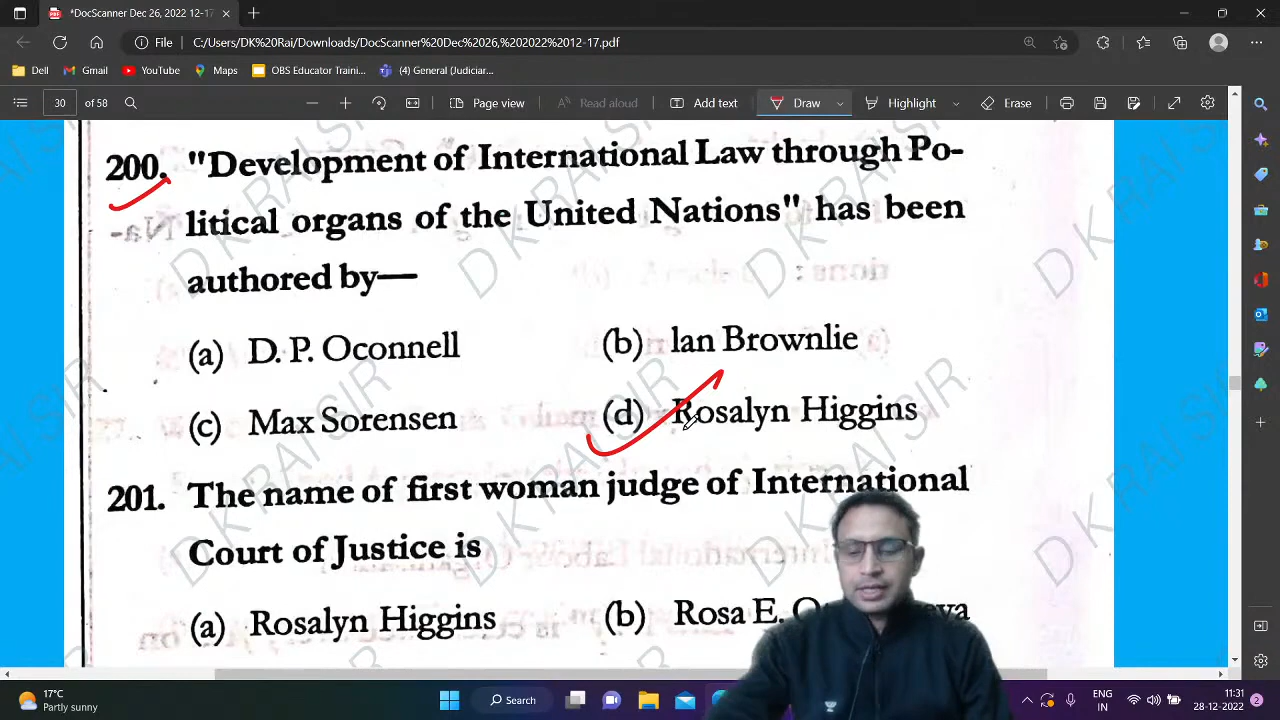 *DocScanner Dec 26, 2022 12-17
File C:/Users/DK%20Rai/Downloads/DocScanner%20Dec%2026,%202022%2012-17.pdf
Dell Gmail YouTube Maps OBS Educator Traini... (4) General (Judiciar...
30 of 58 Page view Read aloud Add text Draw Highlight Erase
200. "Development of International Law through Po-
litical organs of the United Nations" has been
authored by—
(a) D. P. Oconnell (b) lan Brownlie
(c) Max Sorensen (d) Rosalyn Higgins
201. The name of first woman judge of International
Court of Justice is
(a) Rosalyn Higgins (b) Rosa E.
D K RAI SIR
17°C
Partly sunny
Search
ENG
IN
11:31
28-12-2022